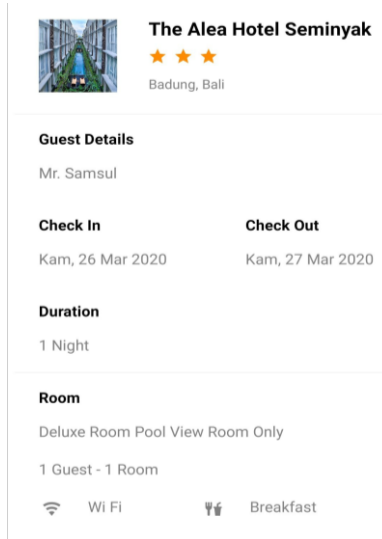 The Alea Hotel Seminyak
Badung, Bali
Guest Details
Mr. Samsul
Check In Check Out
Kam, 26 Mar 2020 Kam, 27 Mar 2020
Duration
1 Night
Room
Deluxe Room Pool View Room Only
1 Guest - 1 Room
Wi Fi Breakfast